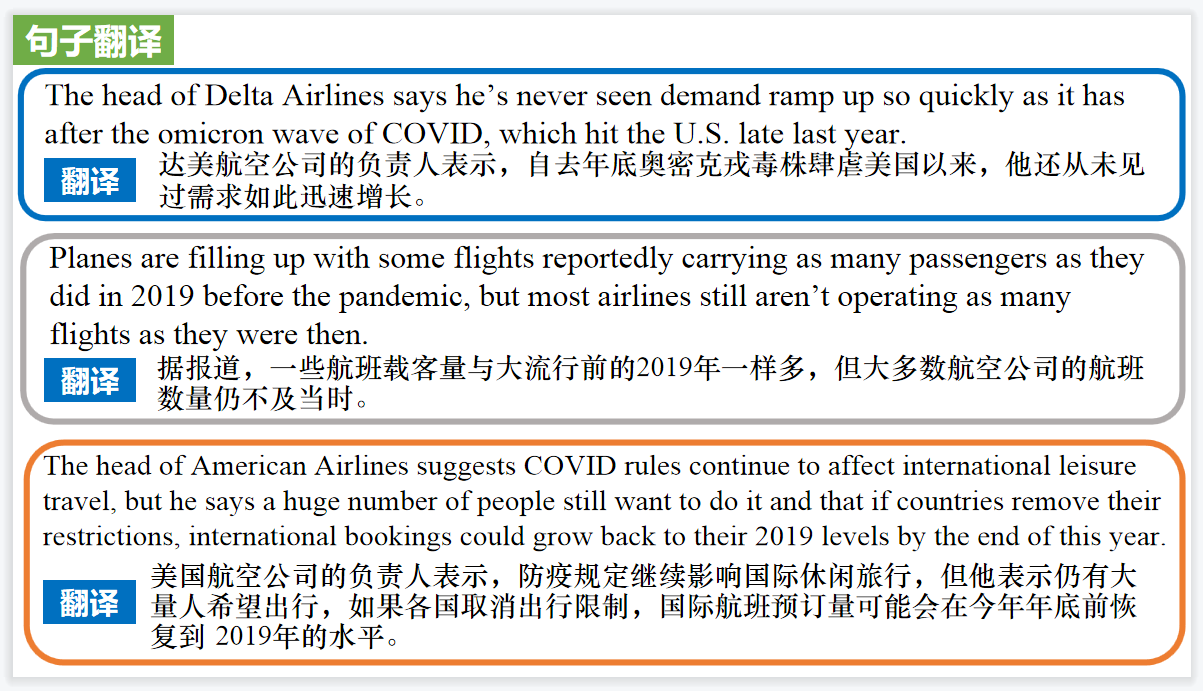 句子翻译
The head of Delta Airlines says he’s never seen demand ramp up so quickly as it has
after the omicron wave of COVID, which hit the U.S. late last year.
翻译
达美航空公司的负责人表示，自去年底奥密克戎毒株肆虐美国以来，他还从未见
过需求如此迅速增长。
Planes are filling up with some flights reportedly carrying as many passengers as they
did in 2019 before the pandemic, but most airlines still aren’t operating as many
flights as they were then.
翻译
据报道，一些航班载客量与大流行前的2019年一样多，但大多数航空公司的航班
数量仍不及当时。
The head of American Airlines suggests COVID rules continue to affect international leisure
travel, but he says a huge number of people still want to do it and that if countries remove their
restrictions, international bookings could grow back to their 2019 levels by the end of this year.
翻译
美国航空公司的负责人表示，防疫规定继续影响国际休闲旅行，但他表示仍有大
量人希望出行，如果各国取消出行限制，国际航班预订量可能会在今年年底前恢
复到 2019年的水平。